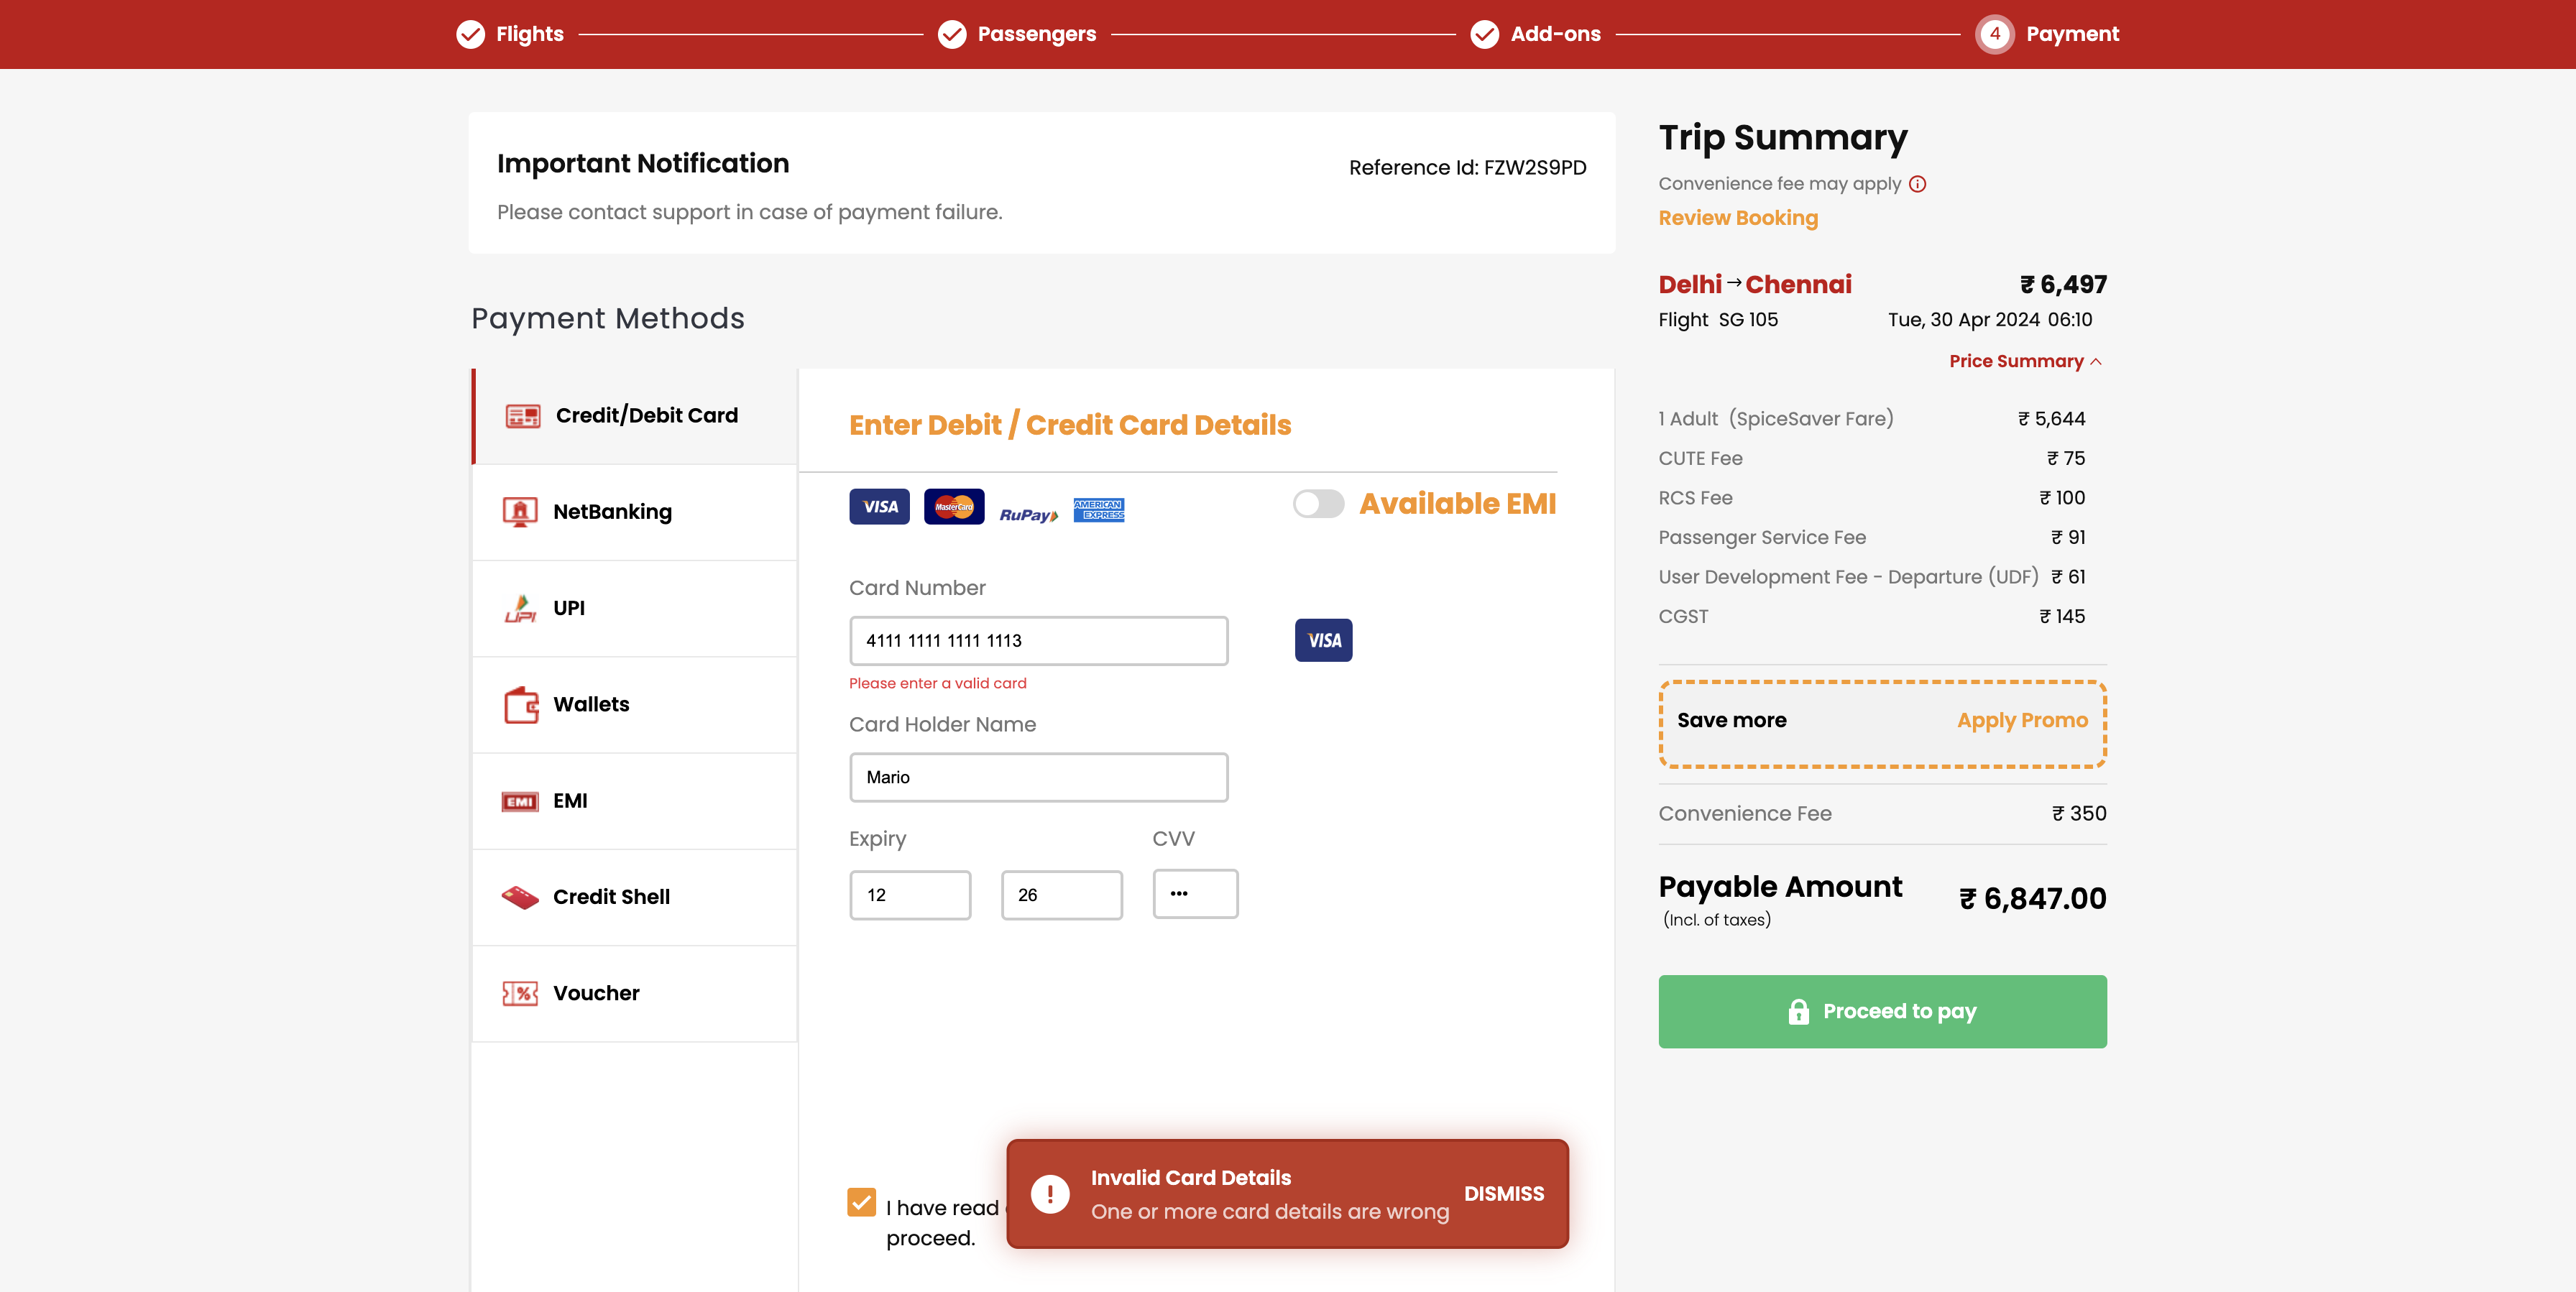 Flights
Passengers
Add-ons
4 Payment
Important Notification
Reference Id: FZW2S9PD
Please contact support in case of payment failure.
Payment Methods
Credit/Debit Card
NetBanking
UPI
UPI
Wallets
EMI
EMI
Credit Shell
%
Voucher
Enter Debit / Credit Card Details
VISA
MasterCard
RuPay
AMERICAN
EXPRESS
Available EMI
Card Number
4111 1111 1111 1113
VISA
Please enter a valid card
Card Holder Name
Mario
Expiry
CVV
12
26
•••
I have read
proceed.
Invalid Card Details
One or more card details are wrong
DISMISS
Trip Summary
Convenience fee may apply
Review Booking
Delhi → Chennai ₹ 6,497
Flight SG 105 Tue, 30 Apr 2024 06:10
Price Summary
1 Adult (SpiceSaver Fare) ₹ 5,644
CUTE Fee ₹ 75
RCS Fee ₹ 100
Passenger Service Fee ₹ 91
User Development Fee - Departure (UDF) ₹ 61
CGST ₹ 145
Save more Apply Promo
Convenience Fee ₹ 350
Payable Amount ₹ 6,847.00
(Incl. of taxes)
Proceed to pay